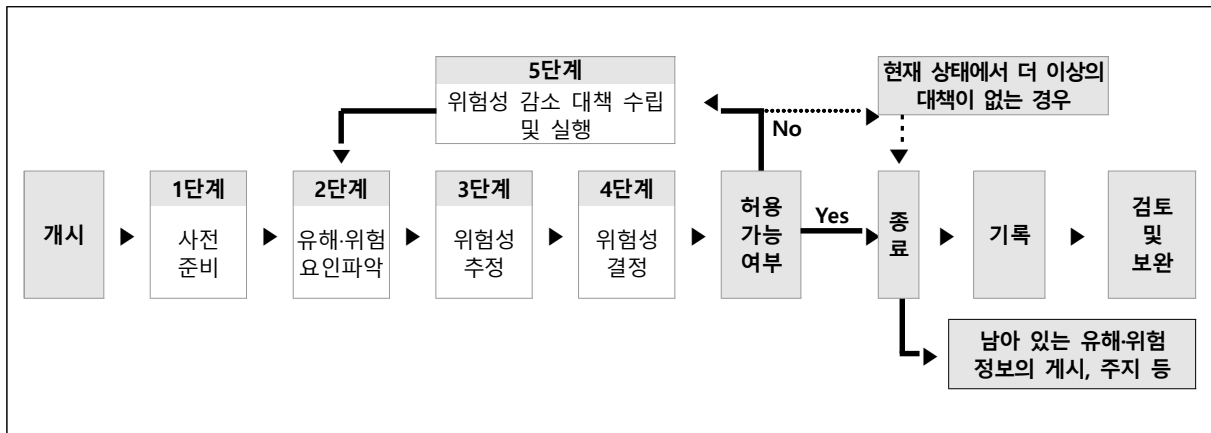 5단계
위험성 감소 대책 수립
및 실행
현재 상태에서 더 이상의
대책이 없는 경우
No
개시
1단계
사전
준비
2단계
유해·위험
요인파악
3단계
위험성
추정
4단계
위험성
결정
허용
가능
여부
Yes
종
료
기록
검토
및
보완
남아 있는 유해·위험
정보의 게시, 주지 등